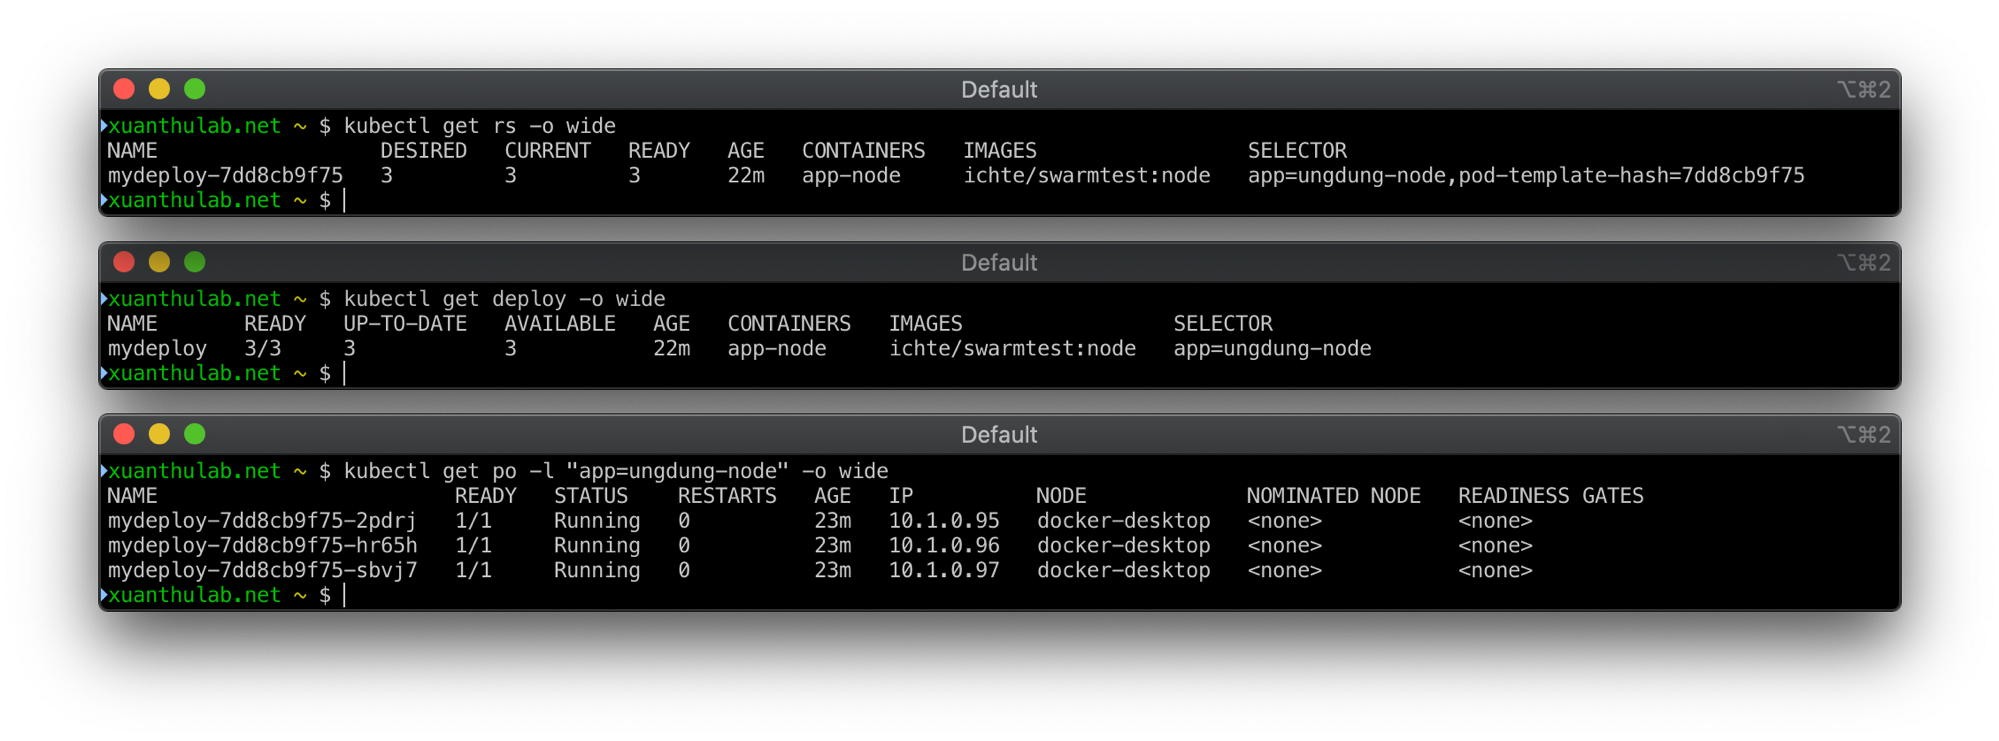 Default ⌥⌘2
xuanthulab.net ~ $ kubectl get rs -o wide
NAME DESIRED CURRENT READY AGE CONTAINERS IMAGES SELECTOR
mydeploy-7dd8cb9f75 3 3 3 22m app-node ichte/swarmtest:node app=ungdung-node,pod-template-hash=7dd8cb9f75
xuanthulab.net ~ $
Default ⌥⌘2
xuanthulab.net ~ $ kubectl get deploy -o wide
NAME READY UP-TO-DATE AVAILABLE AGE CONTAINERS IMAGES SELECTOR
mydeploy 3/3 3 3 22m app-node ichte/swarmtest:node app=ungdung-node
xuanthulab.net ~ $
Default ⌥⌘2
xuanthulab.net ~ $ kubectl get po -l "app=ungdung-node" -o wide
NAME READY STATUS RESTARTS AGE IP NODE NOMINATED NODE READINESS GATES
mydeploy-7dd8cb9f75-2pdrj 1/1 Running 0 23m 10.1.0.95 docker-desktop <none> <none>
mydeploy-7dd8cb9f75-hr65h 1/1 Running 0 23m 10.1.0.96 docker-desktop <none> <none>
mydeploy-7dd8cb9f75-sbvj7 1/1 Running 0 23m 10.1.0.97 docker-desktop <none> <none>
xuanthulab.net ~ $